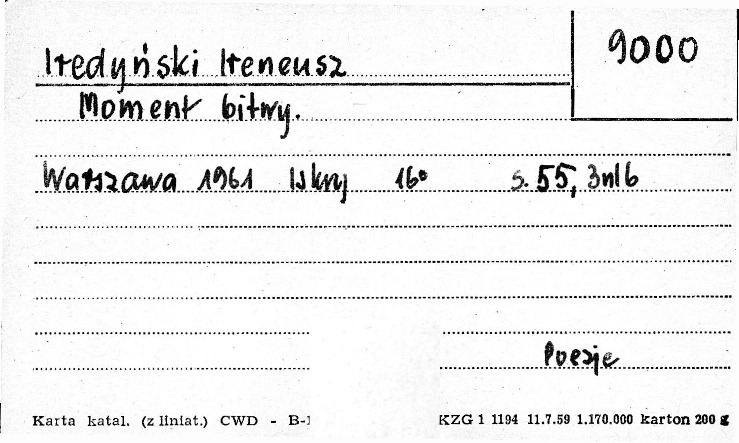 9000
Iredyński Ireneusz
Moment bitwy.
Warszawa 1961 Iskry 16° s. 55, 3nlb
Poezje
Karta katal. (z liniat.) CWD - B-1 KZG 1 1194 11.7.59 1.170.000 karton 200 g